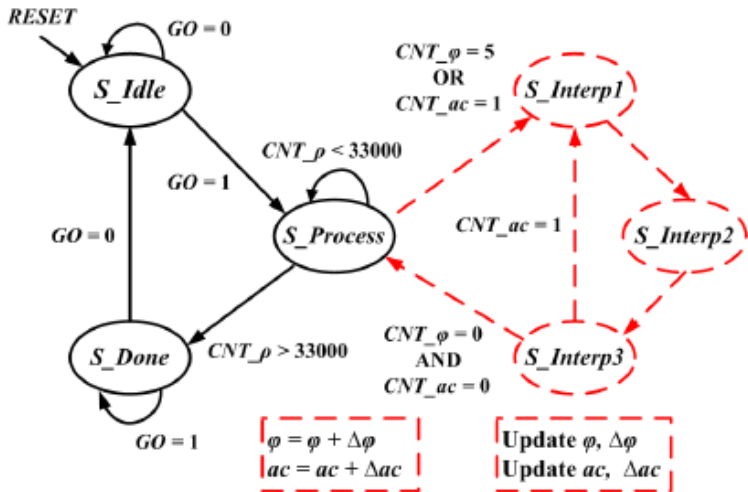 RESET
GO = 0
S_Idle
CNT_φ = 5
OR
CNT_ac = 1
S_Interp1
CNT_ρ < 33000
GO = 1
S_Process
CNT_ac = 1
S_Interp2
GO = 0
S_Done
CNT_ρ > 33000
CNT_φ = 0
AND
CNT_ac = 0
S_Interp3
GO = 1
φ = φ + Δφ
ac = ac + Δac
Update φ, Δφ
Update ac, Δac